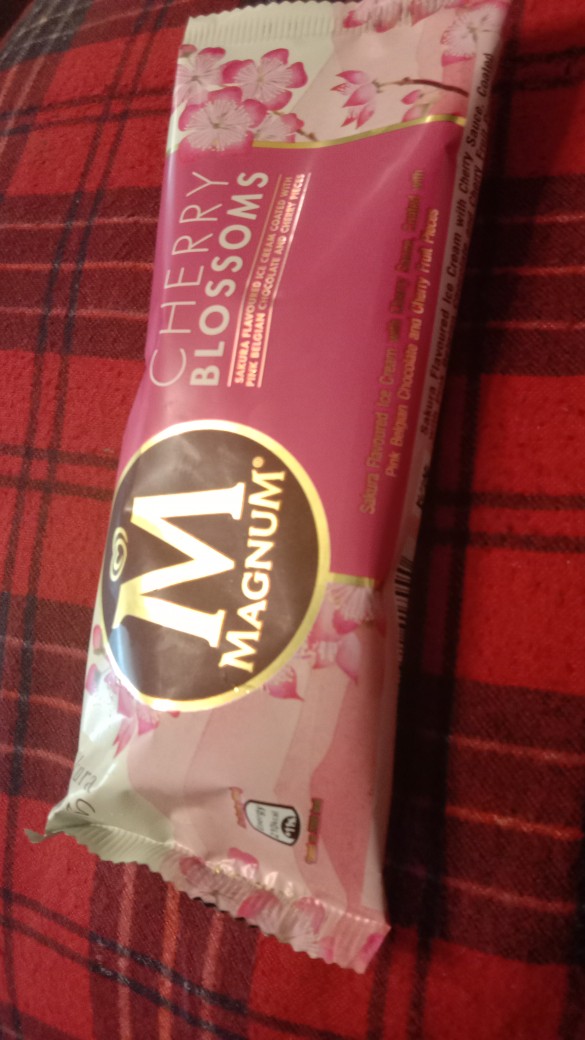 CHERRY
BLOSSOMS
SAKURA FLAVOURED ICE CREAM COATED WITH
PINK BELGIAN CHOCOLATE AND CHERRY PIECES
Sakura Flavoured Ice Cream with Cherry Sauce, Coated with
Pink Belgian Chocolate and Cherry Fruit Pieces
Sakura Flavoured Ice Cream with Cherry Sauce, Coated
and Cherry
M
MAGNUM